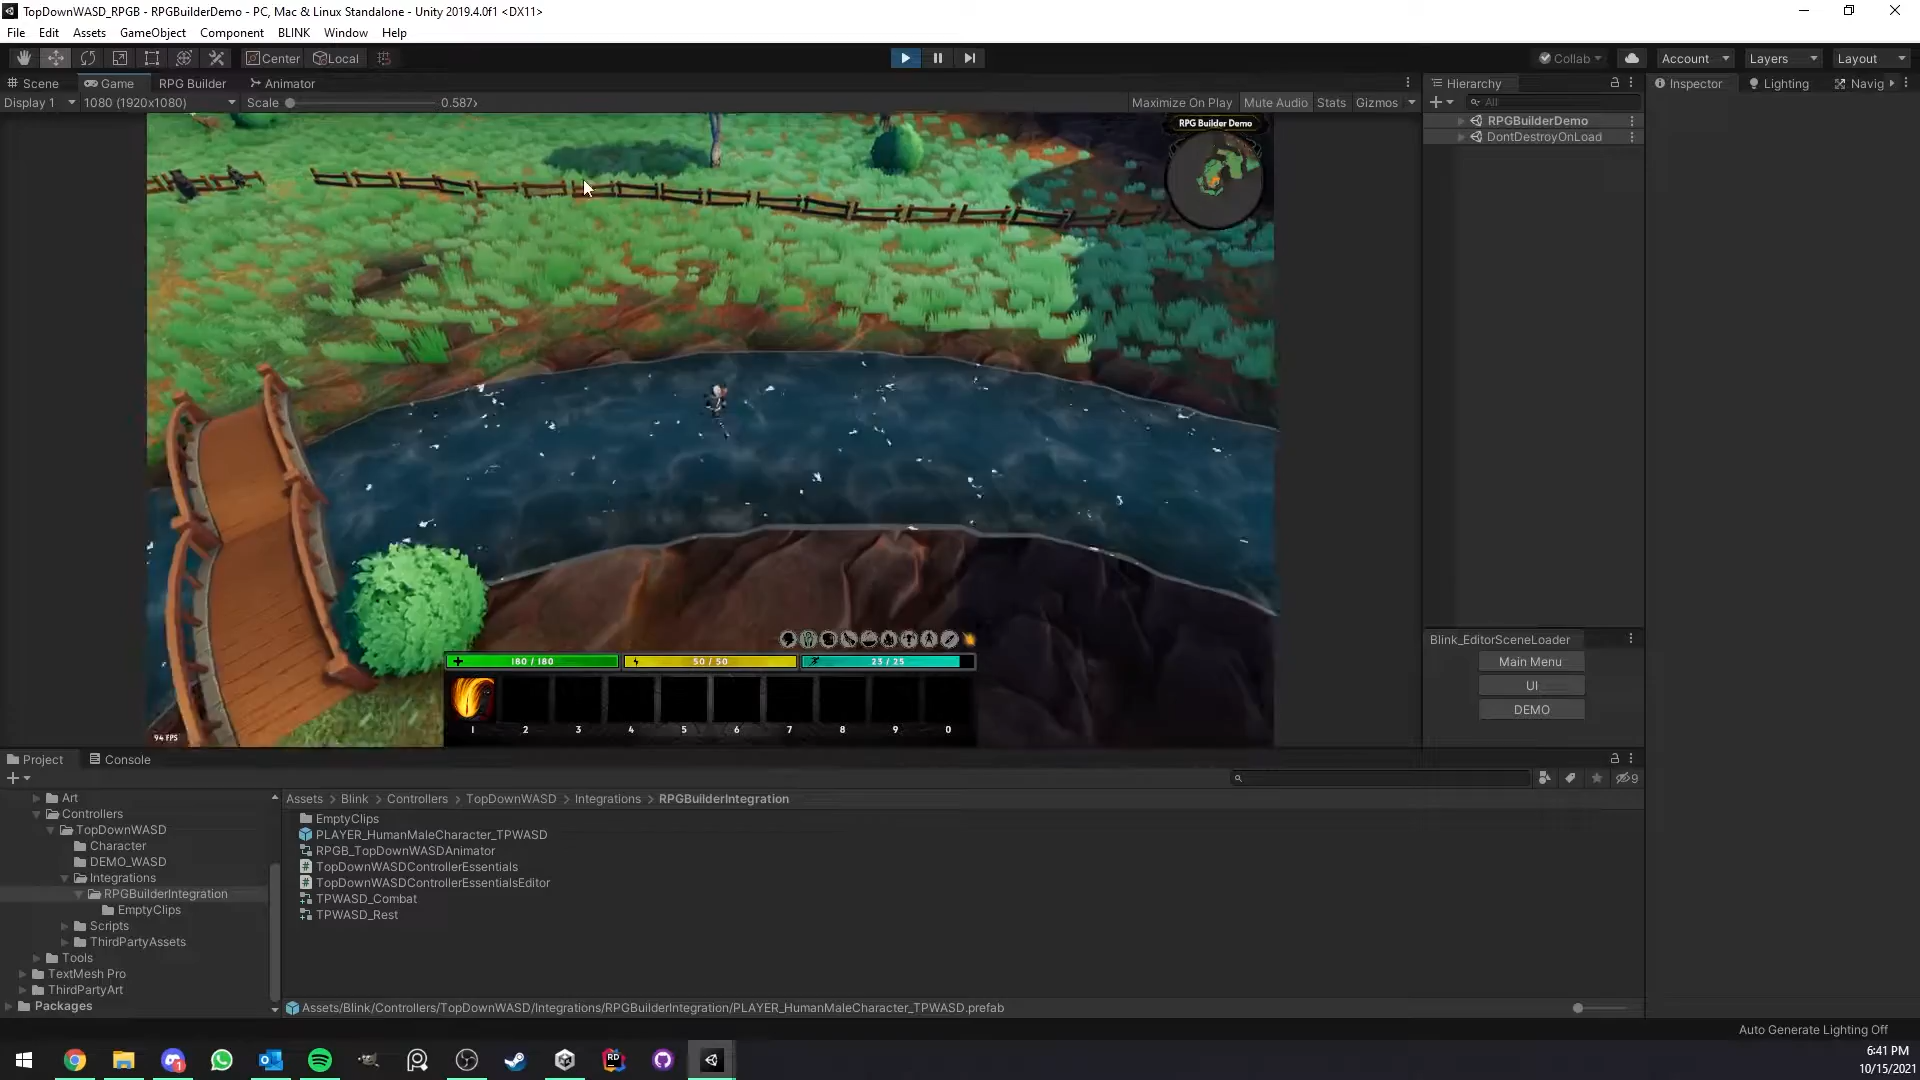 TopDownWASD_RPGB - RPGBuilderDemo - PC, Mac & Linux Standalone - Unity 2019.4.0f1 <DX11>
File Edit Assets GameObject Component BLINK Window Help
Center Local Collab Account Layers Layout
Scene Game RPG Builder Animator Hierarchy Inspector Lighting Navig
Display 1 1080 (1920x1080) Scale 0.587x Maximize On Play Mute Audio Stats Gizmos All
RPG Builder Demo
RPGBuilderDemo
DontDestroyOnLoad
Blink_EditorSceneLoader
Main Menu
UI
DEMO
180 / 180 50 / 50 23 / 25
1 2 3 4 5 6 7 8 9 0
94 FPS
Project Console
9
Art
Controllers
TopDownWASD
Character
DEMO_WASD
Integrations
RPGBuilderIntegration
EmptyClips
Scripts
ThirdPartyAssets
Tools
TextMesh Pro
ThirdPartyArt
Packages
Assets > Blink > Controllers > TopDownWASD > Integrations > RPGBuilderIntegration
EmptyClips
PLAYER_HumanMaleCharacter_TPWASD
RPGB_TopDownWASDAnimator
TopDownWASDControllerEssentials
TopDownWASDControllerEssentialsEditor
TPWASD_Combat
TPWASD_Rest
Assets/Blink/Controllers/TopDownWASD/Integrations/RPGBuilderIntegration/PLAYER_HumanMaleCharacter_TPWASD.prefab
Auto Generate Lighting Off
6:41 PM
10/15/2021